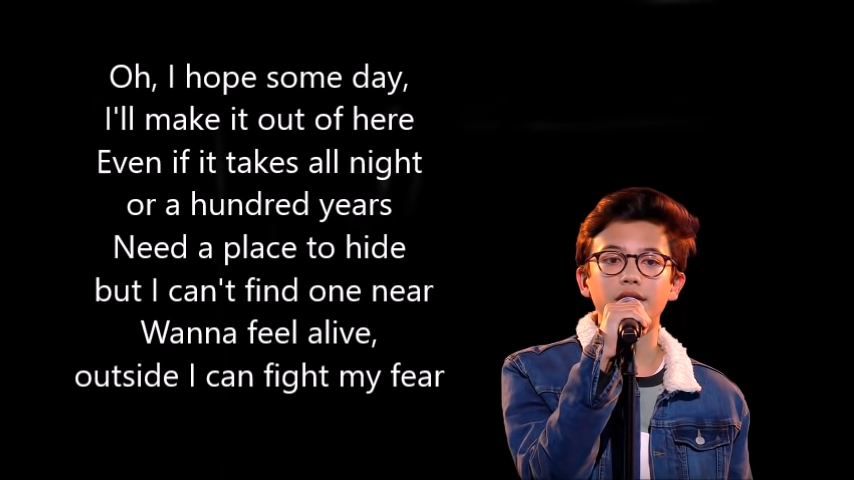 Oh, I hope some day,
I'll make it out of here
Even if it takes all night
or a hundred years
Need a place to hide
but I can't find one near
Wanna feel alive,
outside I can fight my fear